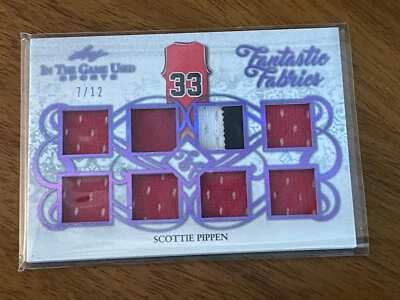 Leaf
IN THE GAME USED
SPORTS
7/12
33
Fantastic
Fabrics
SCOTTIE PIPPEN